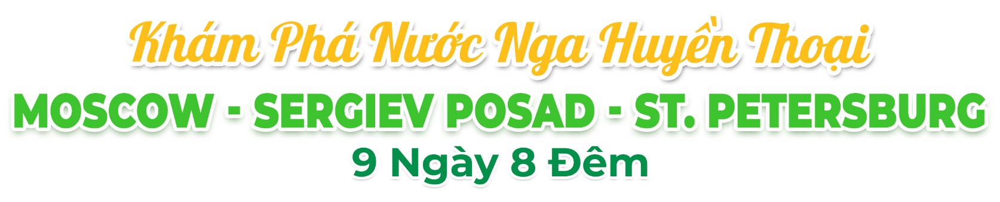 Khám Phá Nước Nga Huyền Thoại
MOSCOW - SERGIEV POSAD - ST. PETERSBURG
9 Ngày 8 Đêm